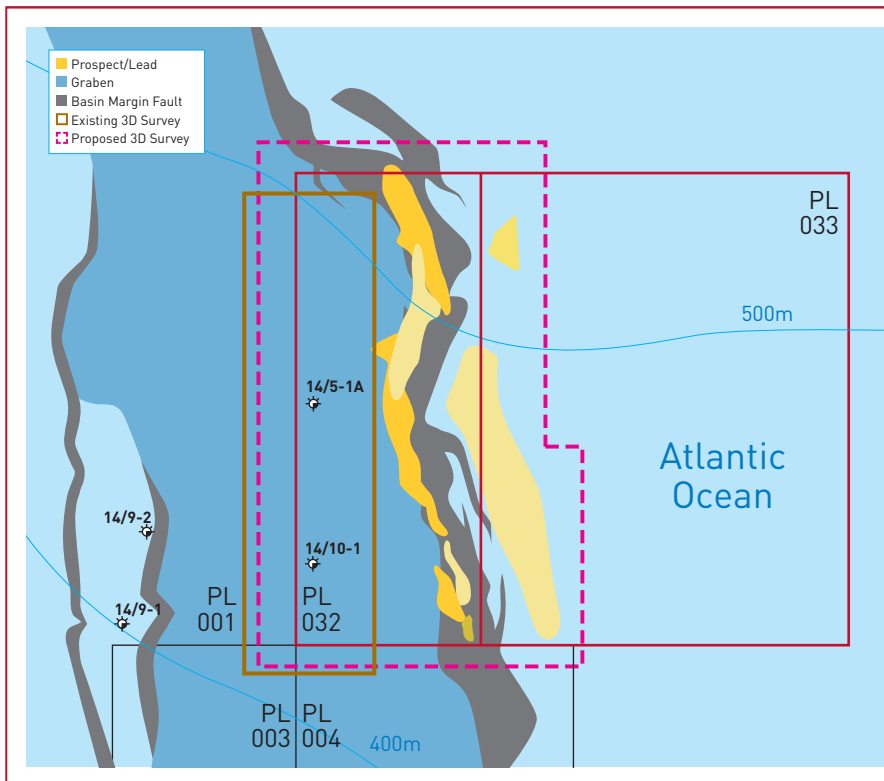 Prospect/Lead
Graben
Basin Margin Fault
Existing 3D Survey
Proposed 3D Survey
PL
033
500m
14/5-1A
Atlantic
Ocean
14/9-2
14/10-1
14/9-1
PL
001
PL
032
PL
003
PL
004
400m